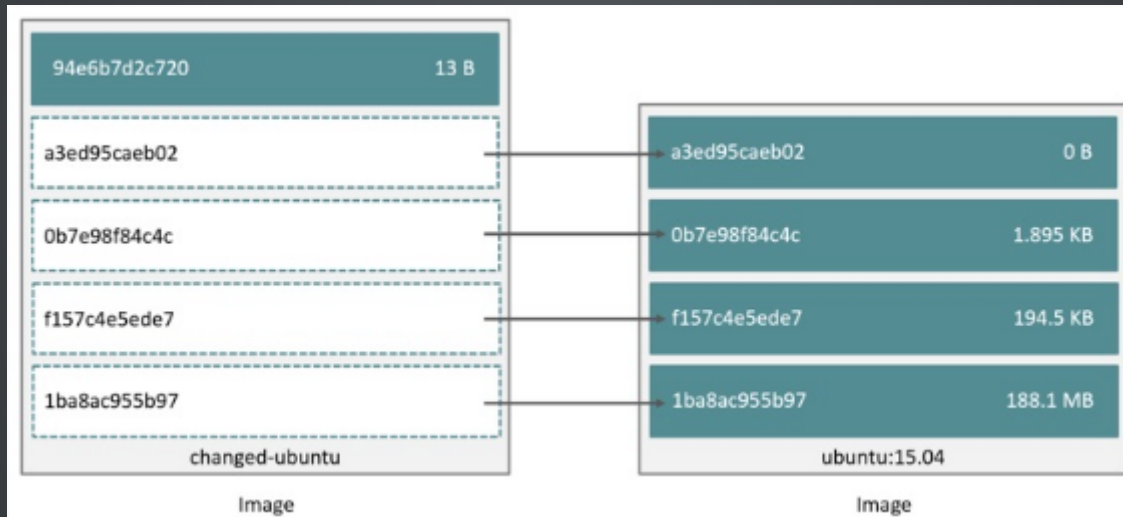 94e6b7d2c720 13 B
a3ed95caeb02
0b7e98f84c4c
f157c4e5ede7
1ba8ac955b97
changed-ubuntu
Image
a3ed95caeb02 0 B
0b7e98f84c4c 1.895 KB
f157c4e5ede7 194.5 KB
1ba8ac955b97 188.1 MB
ubuntu:15.04
Image